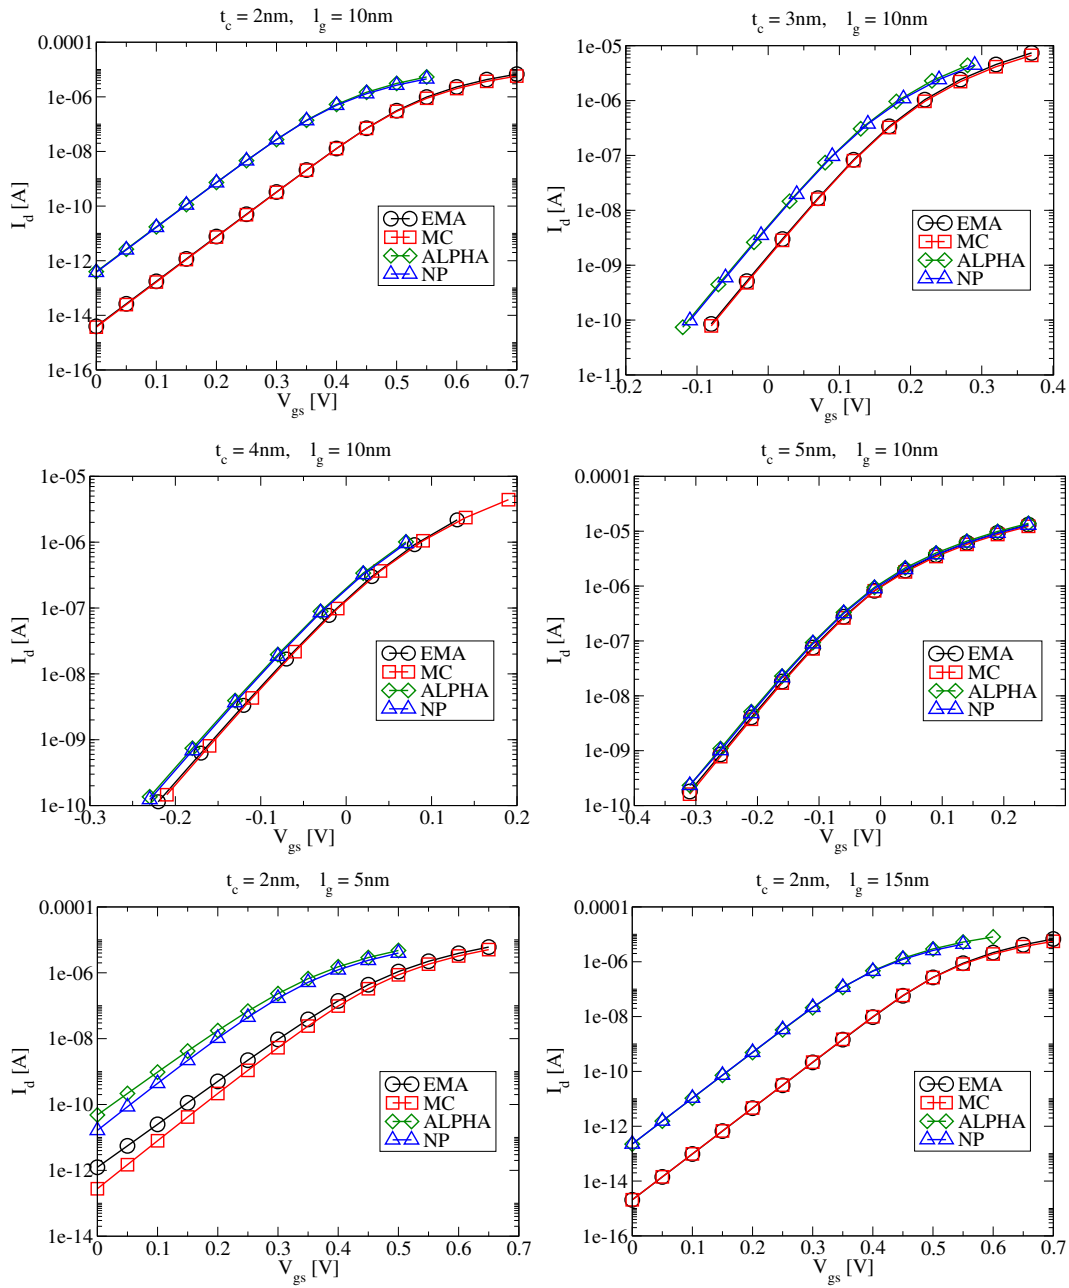 t_c = 2nm, l_g = 10nm
0.0001
1e-06
1e-08
1e-10
1e-12
1e-14
1e-16
I_d [A]
EMA
MC
ALPHA
NP
0 0.1 0.2 0.3 0.4 0.5 0.6 0.7
V_gs [V]
t_c = 3nm, l_g = 10nm
1e-05
1e-06
1e-07
1e-08
1e-09
1e-10
1e-11
I_d [A]
EMA
MC
ALPHA
NP
-0.2 -0.1 0 0.1 0.2 0.3 0.4
V_gs [V]
t_c = 4nm, l_g = 10nm
1e-05
1e-06
1e-07
1e-08
1e-09
1e-10
I_d [A]
EMA
MC
ALPHA
NP
-0.3 -0.2 -0.1 0 0.1 0.2
V_gs [V]
t_c = 5nm, l_g = 10nm
0.0001
1e-05
1e-06
1e-07
1e-08
1e-09
1e-10
I_d [A]
EMA
MC
ALPHA
NP
-0.4 -0.3 -0.2 -0.1 0 0.1 0.2
V_gs [V]
t_c = 2nm, l_g = 5nm
0.0001
1e-06
1e-08
1e-10
1e-12
1e-14
I_d [A]
EMA
MC
ALPHA
NP
0 0.1 0.2 0.3 0.4 0.5 0.6 0.7
V_gs [V]
t_c = 2nm, l_g = 15nm
0.0001
1e-06
1e-08
1e-10
1e-12
1e-14
1e-16
I_d [A]
EMA
MC
ALPHA
NP
0 0.1 0.2 0.3 0.4 0.5 0.6 0.7
V_gs [V]